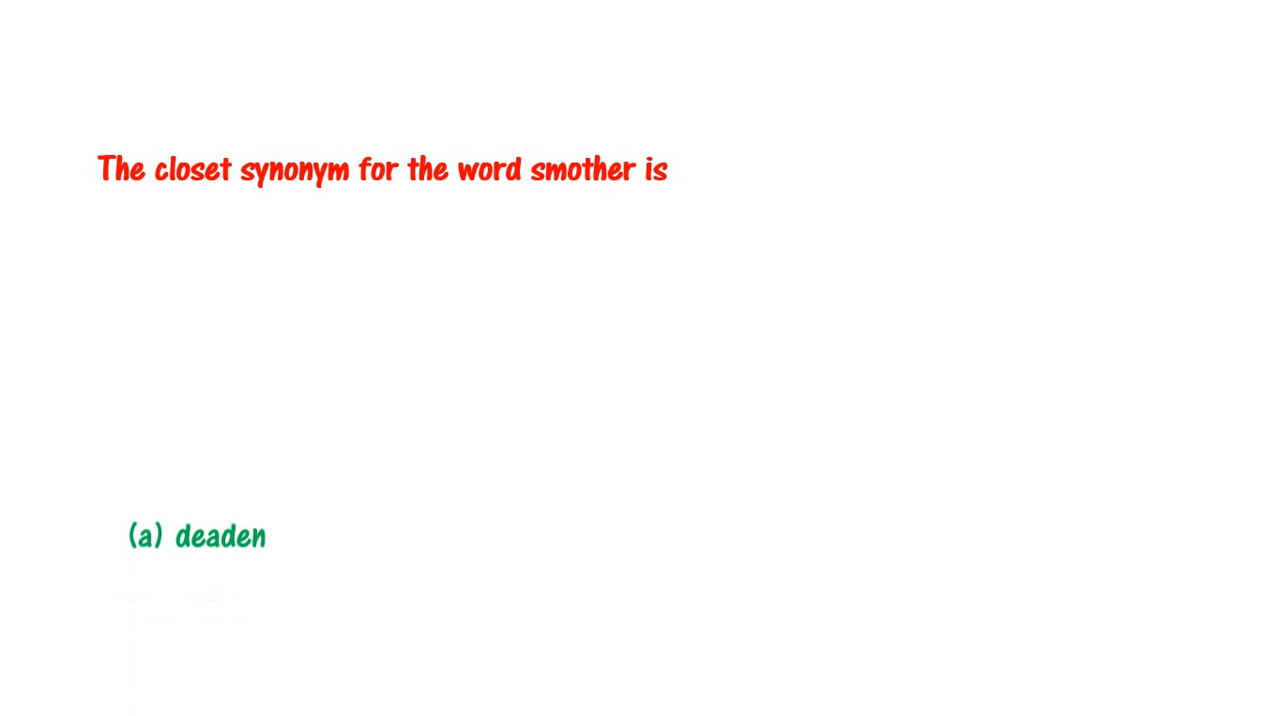 The closet synonym for the word smother is
(a) deaden